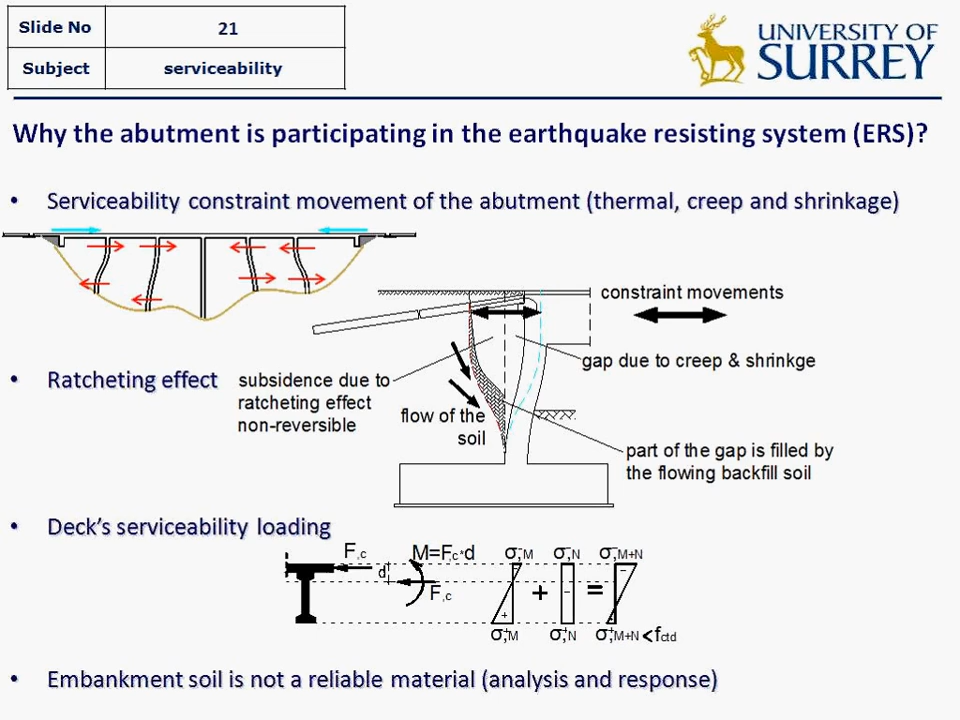 Slide No 21
Subject serviceability
UNIVERSITY OF
SURREY
Why the abutment is participating in the earthquake resisting system (ERS)?
• Serviceability constraint movement of the abutment (thermal, creep and shrinkage)
constraint movements
gap due to creep & shrinkge
• Ratcheting effect
subsidence due to
ratcheting effect
non-reversible
flow of the
soil
part of the gap is filled by
the flowing backfill soil
• Deck's serviceability loading
F,c
d
M=F,c*d
F,c
σ,-M σ,-N σ,-M+N
- + + - = - +
σ,+M σ,+N σ,+M+N <fctd
• Embankment soil is not a reliable material (analysis and response)